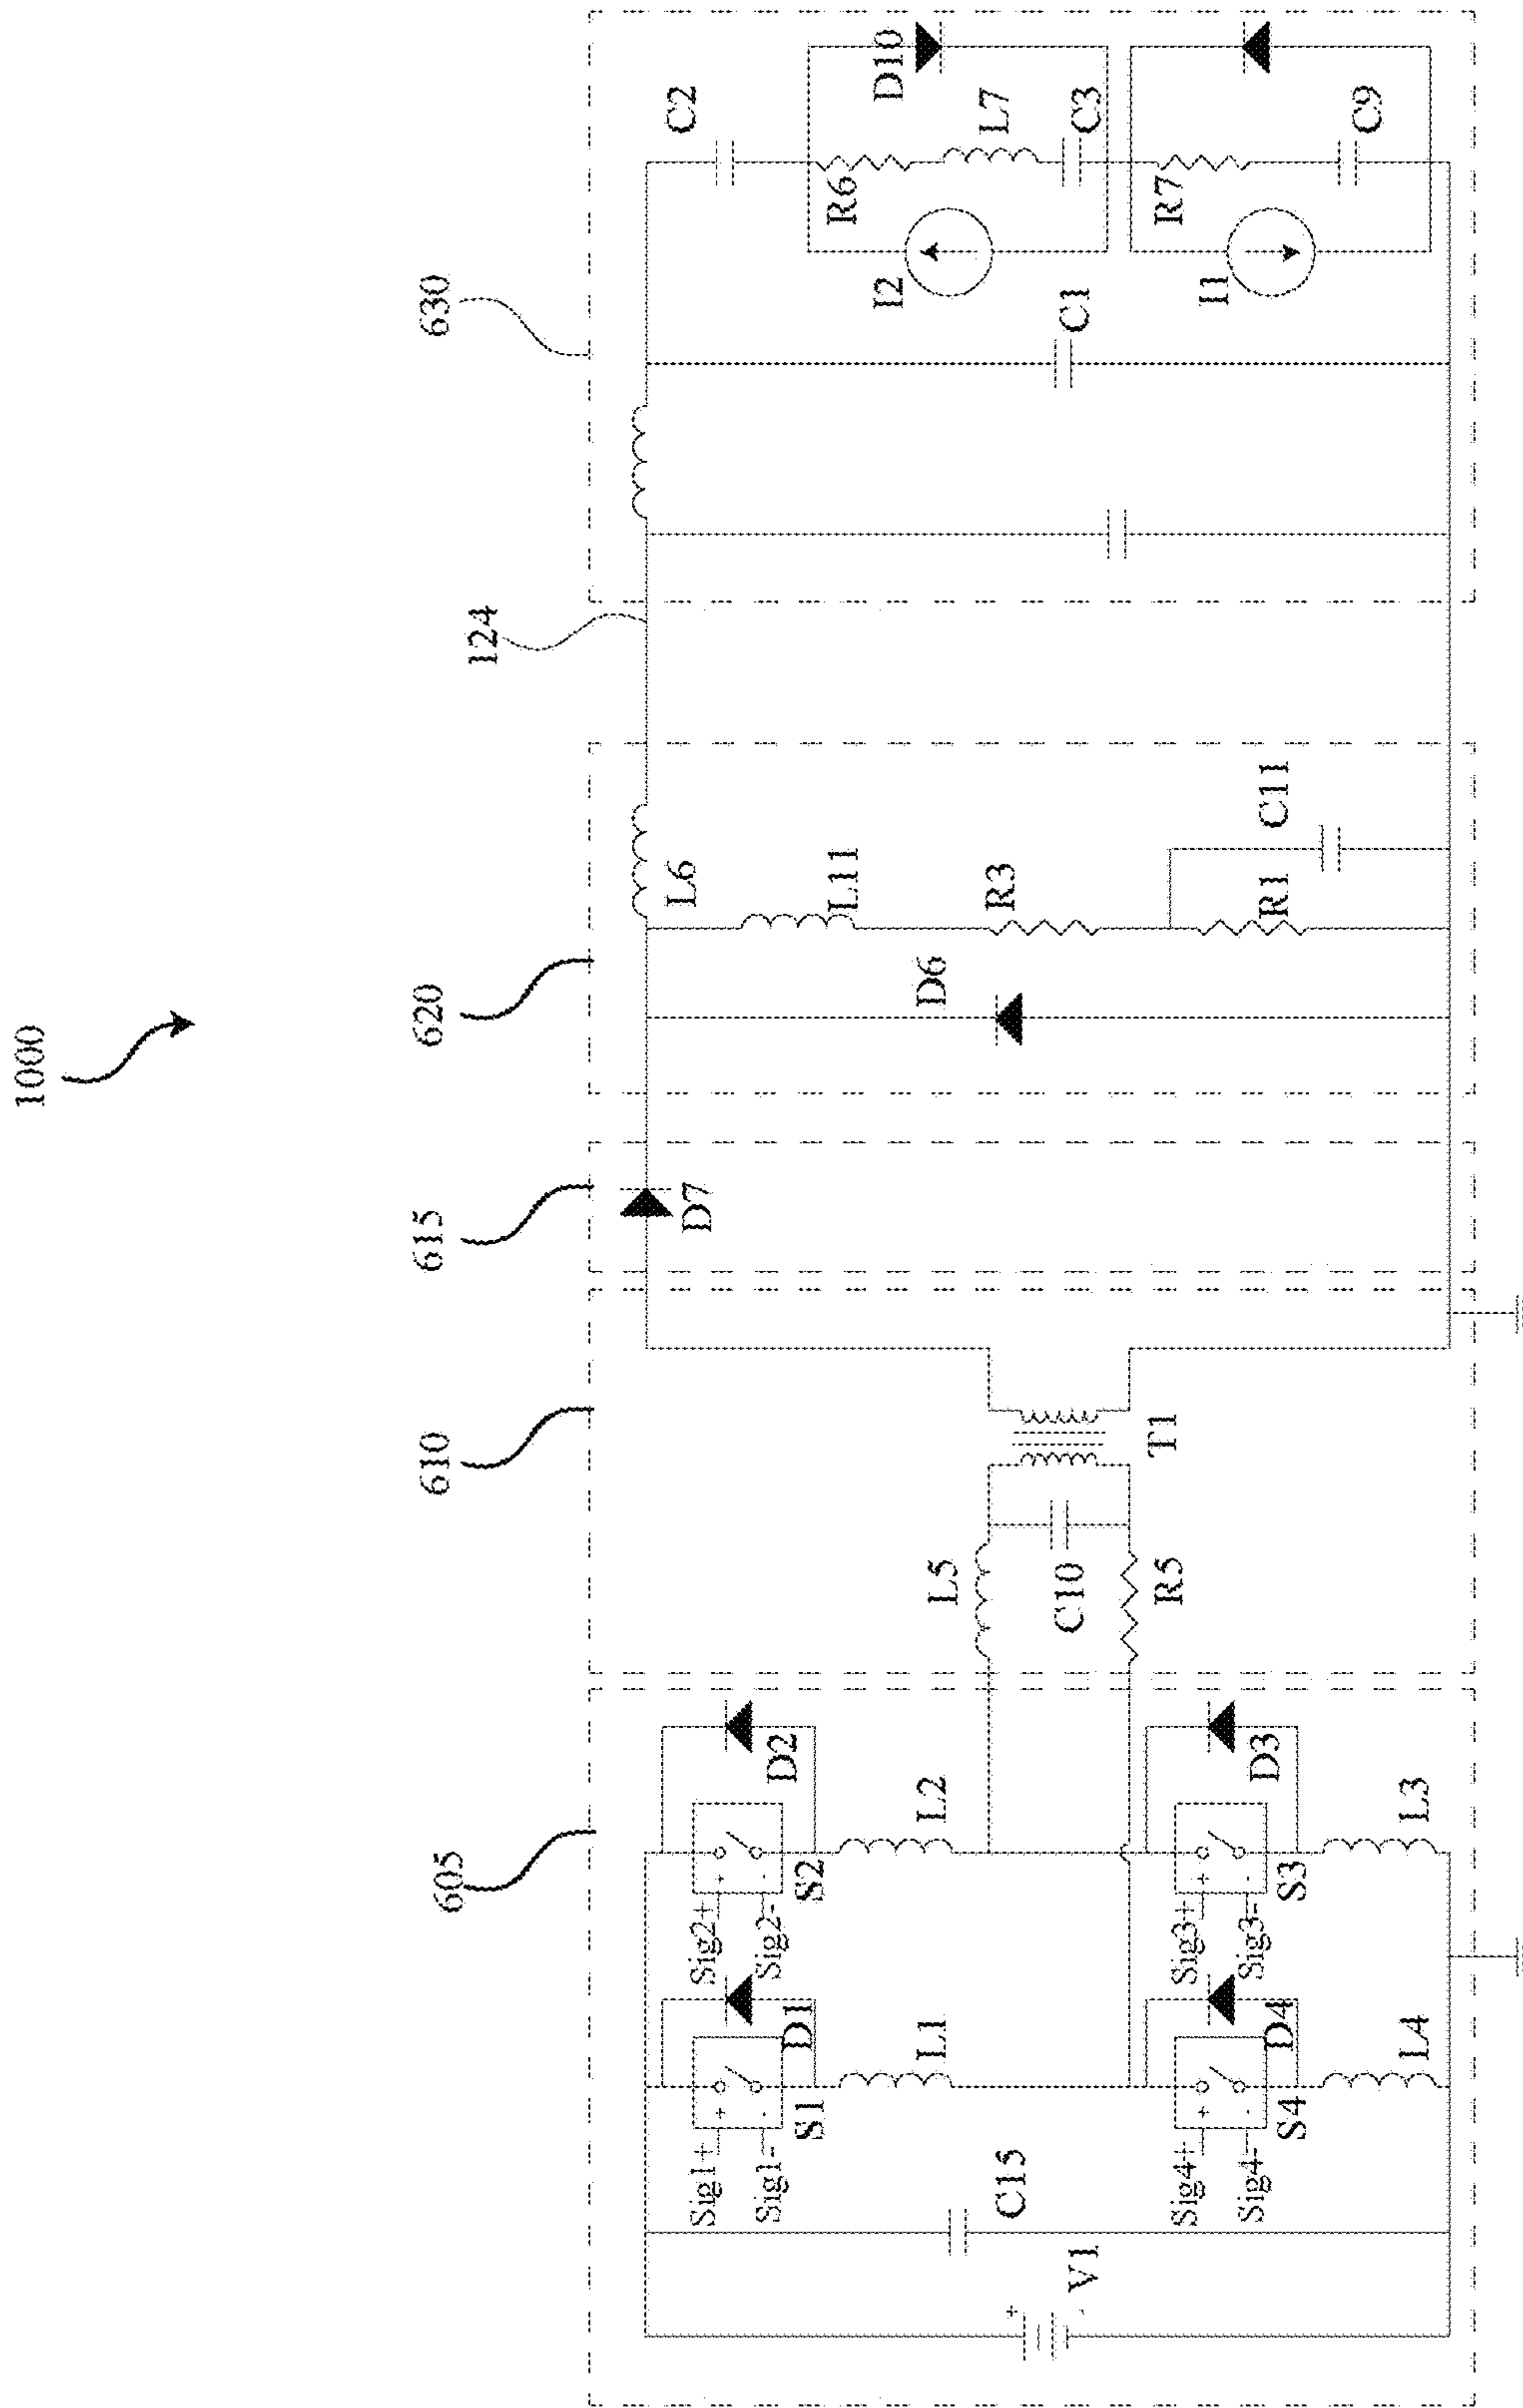 1000
605
610
615
620
124
630
Sig1+
Sig1-
S1
D1
L1
Sig2+
Sig2-
S2
D2
L2
C15
+
V1
-
Sig4+
Sig4-
S4
D4
L4
Sig3+
Sig3-
S3
D3
L3
L5
C10
R5
T1
D7
D6
L6
L11
R3
R1
C11
C1
C2
I2
R6
L7
C3
D10
I1
R7
C9